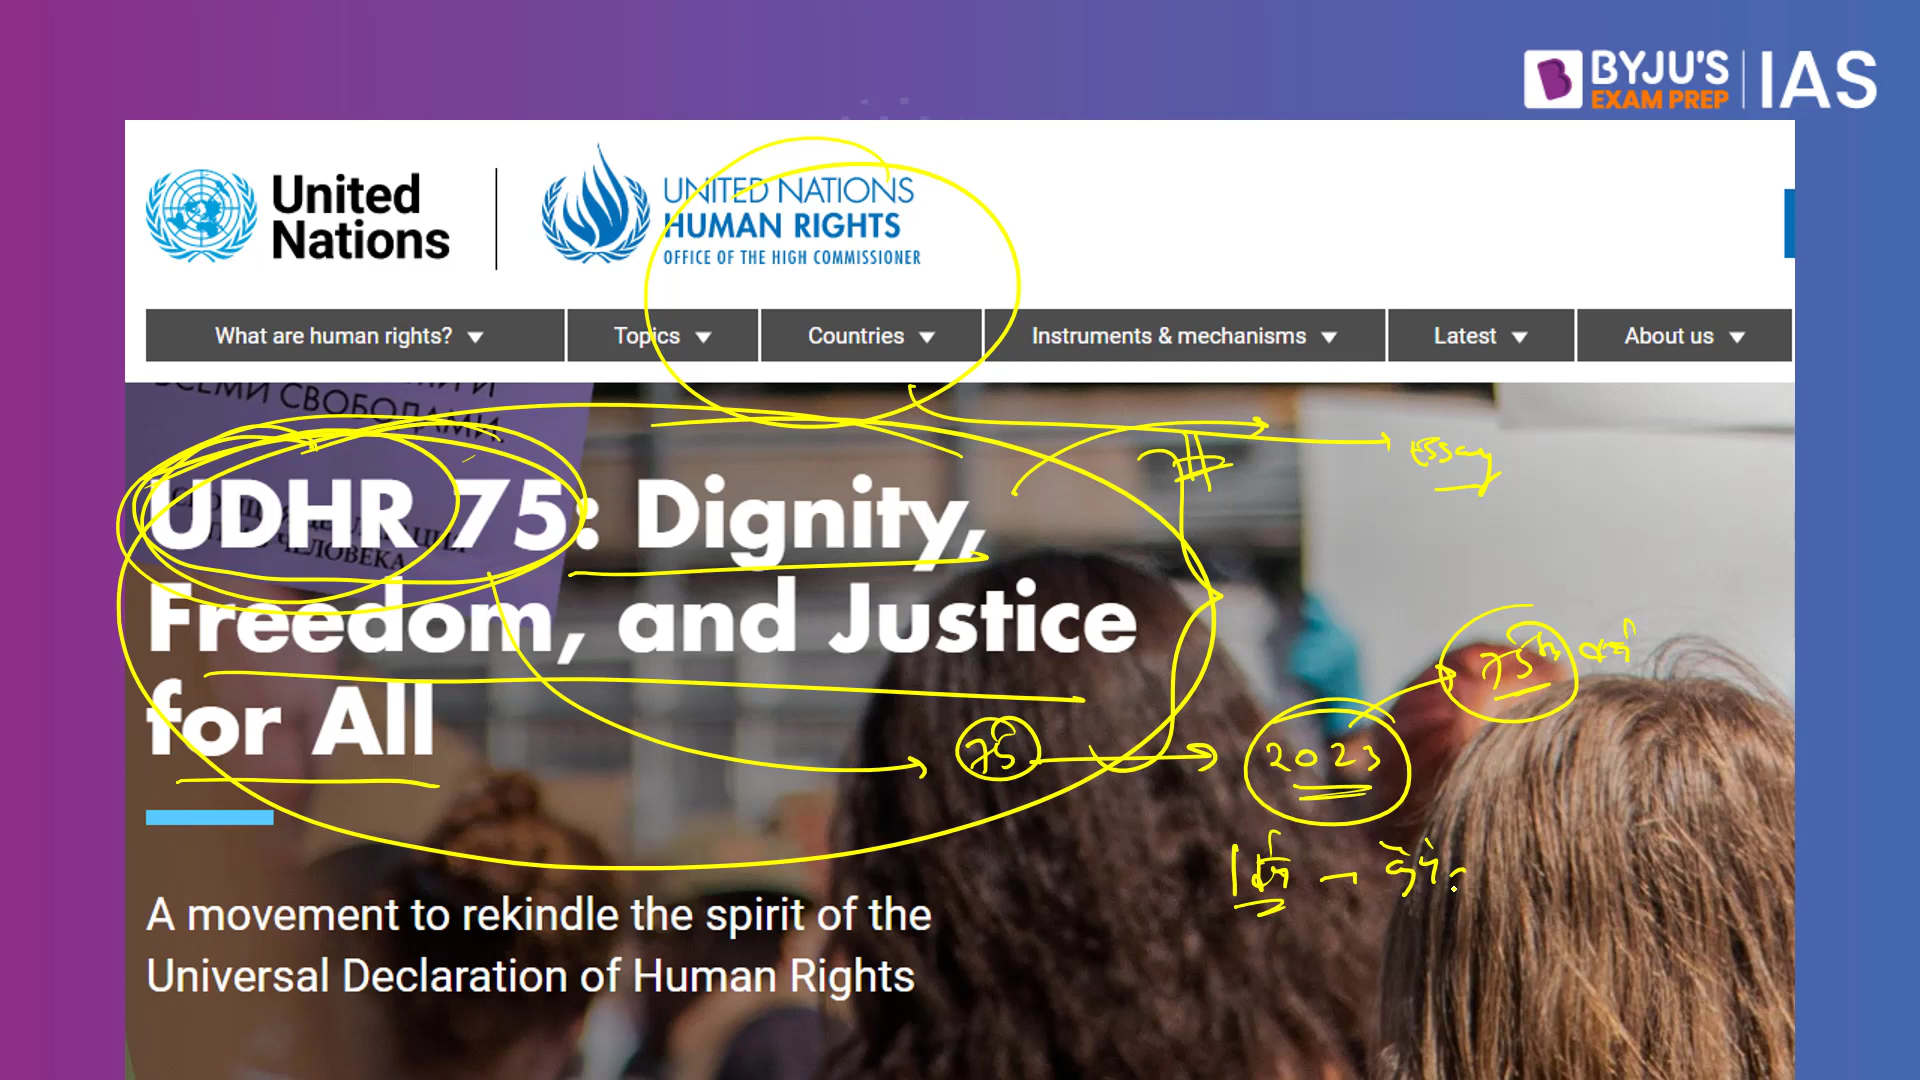 BYJU'S
EXAM PREP
IAS
United
Nations
UNITED NATIONS
HUMAN RIGHTS
OFFICE OF THE HIGH COMMISSIONER
What are human rights? ▼
Topics ▼
Countries ▼
Instruments & mechanisms ▼
Latest ▼
About us ▼
СВОБОДАМИ.
ЧЕЛОВЕКА
Essay
UDHR 75: Dignity,
Freedom, and Justice
for All
75
2023
A movement to rekindle the spirit of the
Universal Declaration of Human Rights